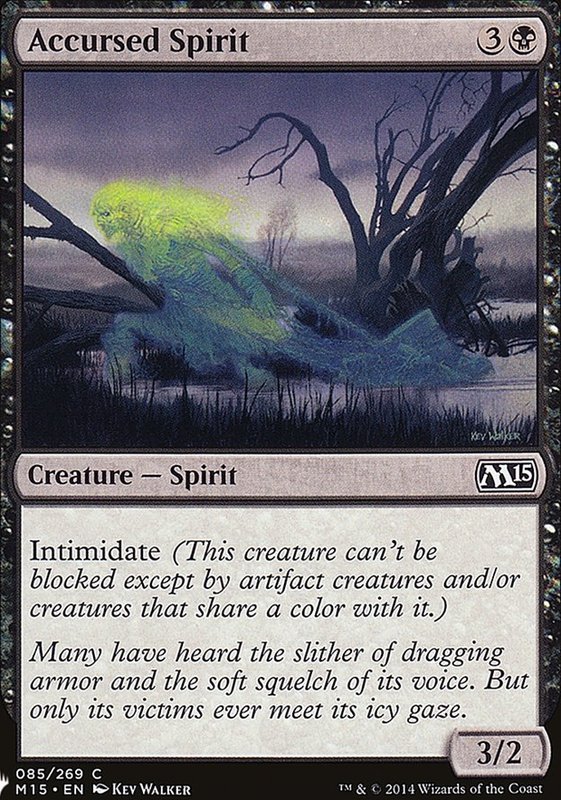 Accursed Spirit 3
KEV WALKER
Creature — Spirit M15
Intimidate (This creature can't be
blocked except by artifact creatures and/or
creatures that share a color with it.)
Many have heard the slither of dragging
armor and the soft squelch of its voice. But
only its victims ever meet its icy gaze.
3/2
085/269 C
M15 • EN KEV WALKER
™ & © 2014 Wizards of the Coast